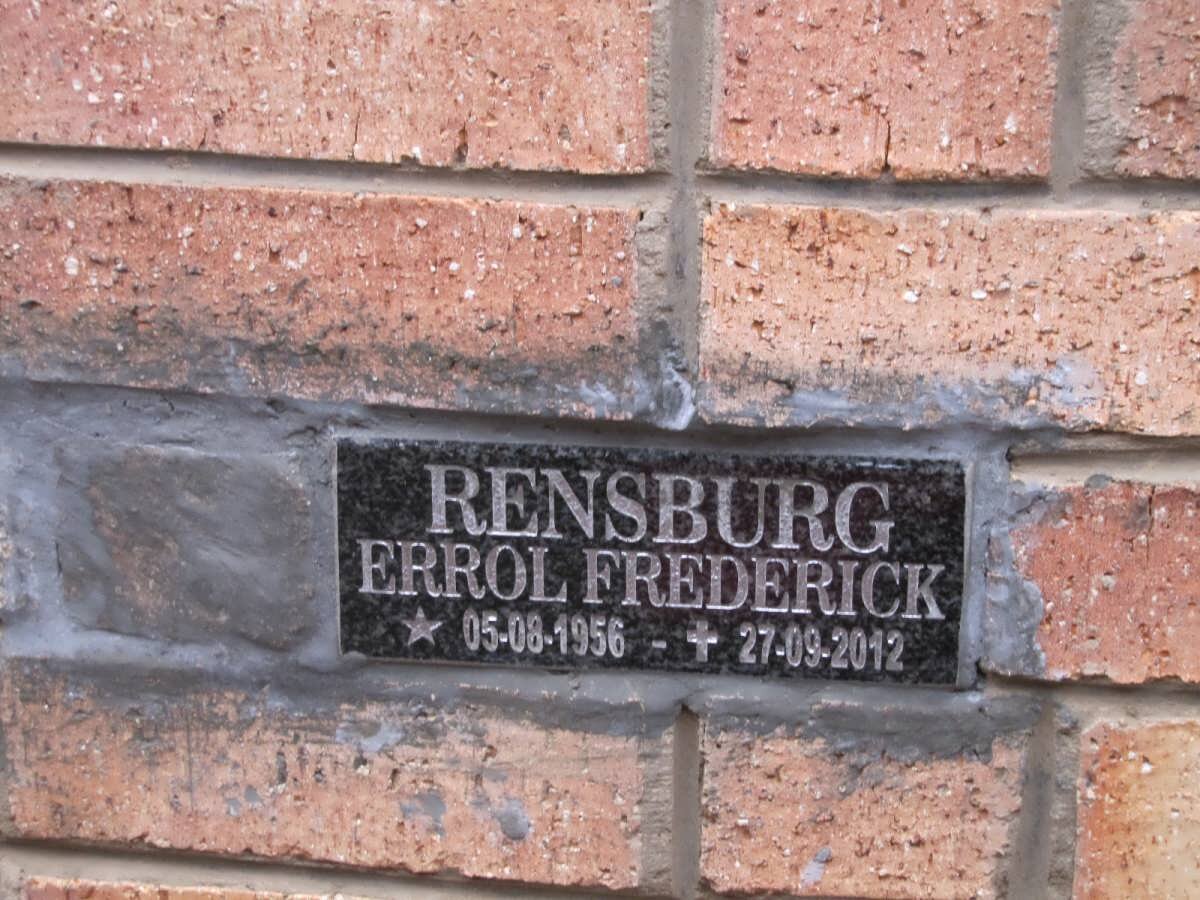 RENSBURG
ERROL FREDERICK
★ 05-08-1956 - ✝ 27-09-2012